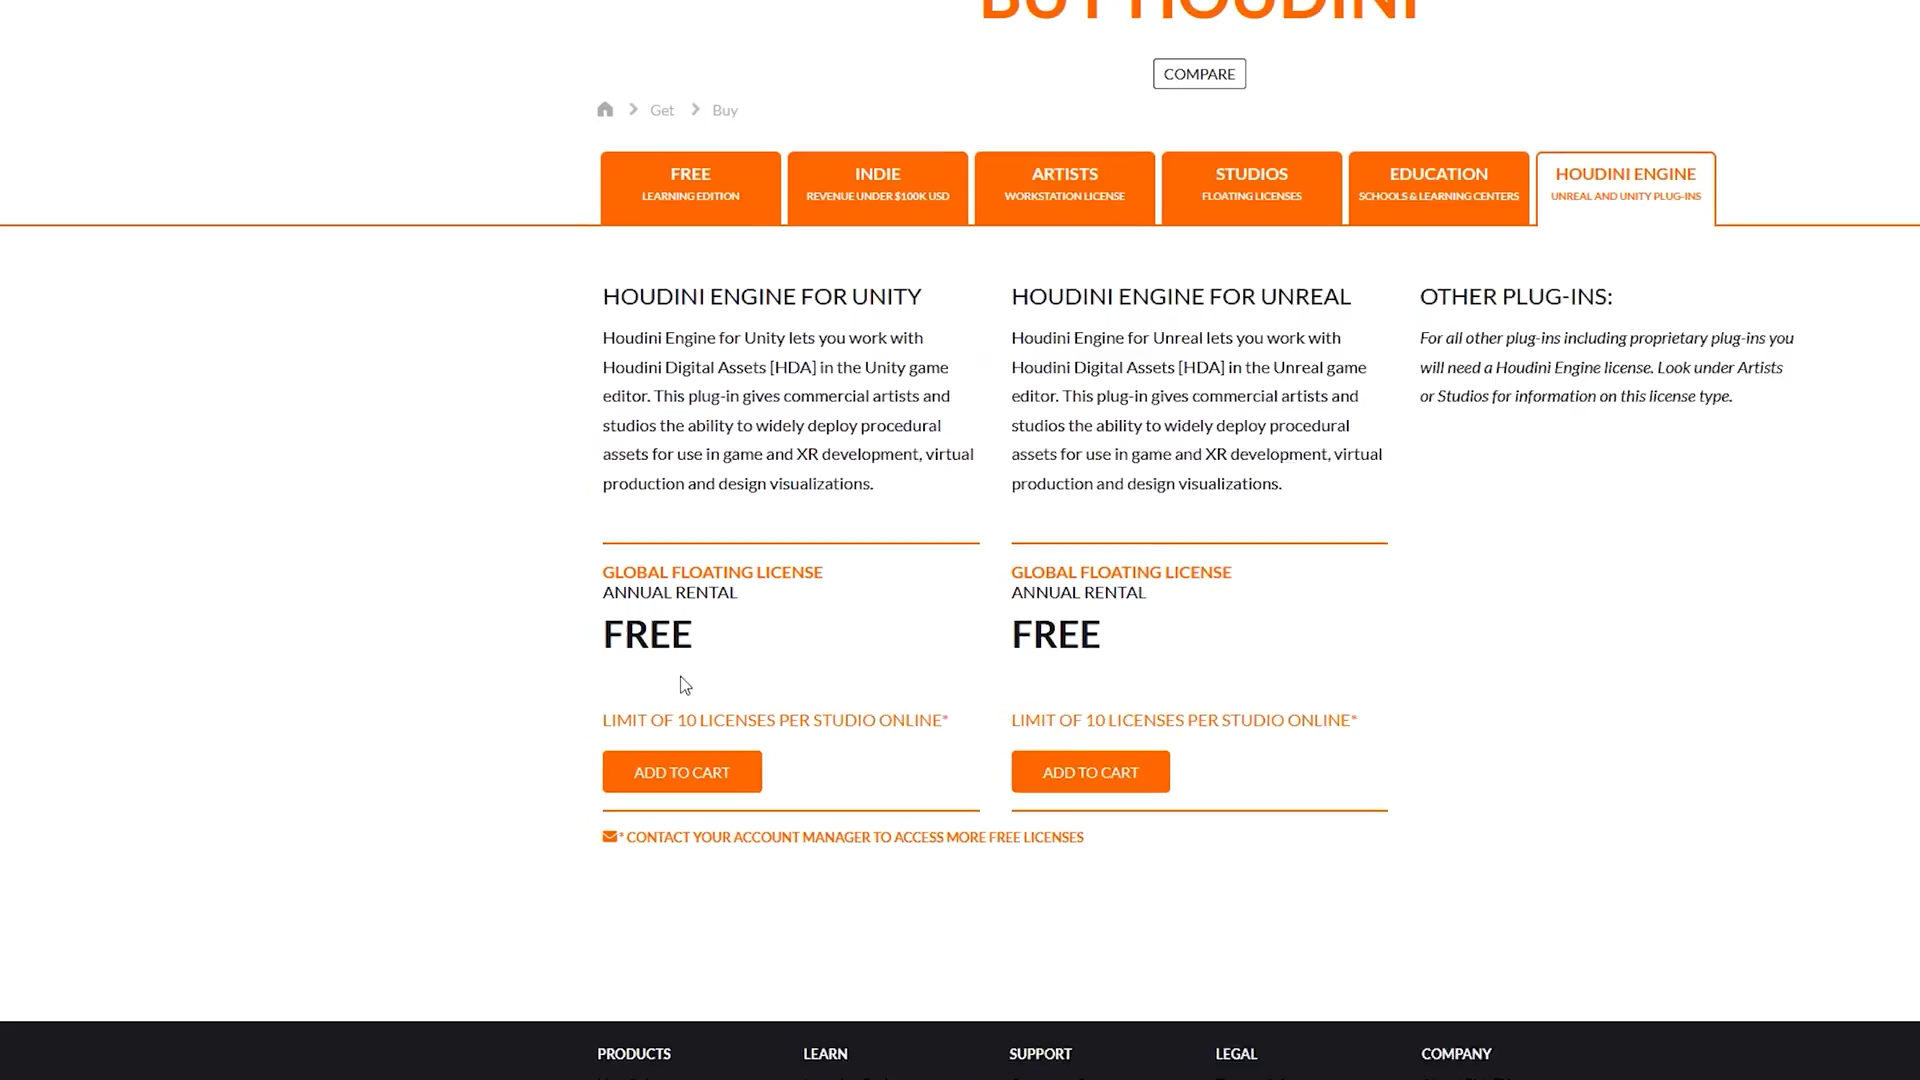 BUY HOUDINI
COMPARE
Get
Buy
FREE
LEARNING EDITION
INDIE
REVENUE UNDER $100K USD
ARTISTS
WORKSTATION LICENSE
STUDIOS
FLOATING LICENSES
EDUCATION
SCHOOLS & LEARNING CENTERS
HOUDINI ENGINE
UNREAL AND UNITY PLUG-INS
HOUDINI ENGINE FOR UNITY
Houdini Engine for Unity lets you work with
Houdini Digital Assets [HDA] in the Unity game
editor. This plug-in gives commercial artists and
studios the ability to widely deploy procedural
assets for use in game and XR development, virtual
production and design visualizations.
GLOBAL FLOATING LICENSE
ANNUAL RENTAL
FREE
LIMIT OF 10 LICENSES PER STUDIO ONLINE*
ADD TO CART
HOUDINI ENGINE FOR UNREAL
Houdini Engine for Unreal lets you work with
Houdini Digital Assets [HDA] in the Unreal game
editor. This plug-in gives commercial artists and
studios the ability to widely deploy procedural
assets for use in game and XR development, virtual
production and design visualizations.
GLOBAL FLOATING LICENSE
ANNUAL RENTAL
FREE
LIMIT OF 10 LICENSES PER STUDIO ONLINE*
ADD TO CART
OTHER PLUG-INS:
For all other plug-ins including proprietary plug-ins you
will need a Houdini Engine license. Look under Artists
or Studios for information on this license type.
* CONTACT YOUR ACCOUNT MANAGER TO ACCESS MORE FREE LICENSES
PRODUCTS
LEARN
SUPPORT
LEGAL
COMPANY